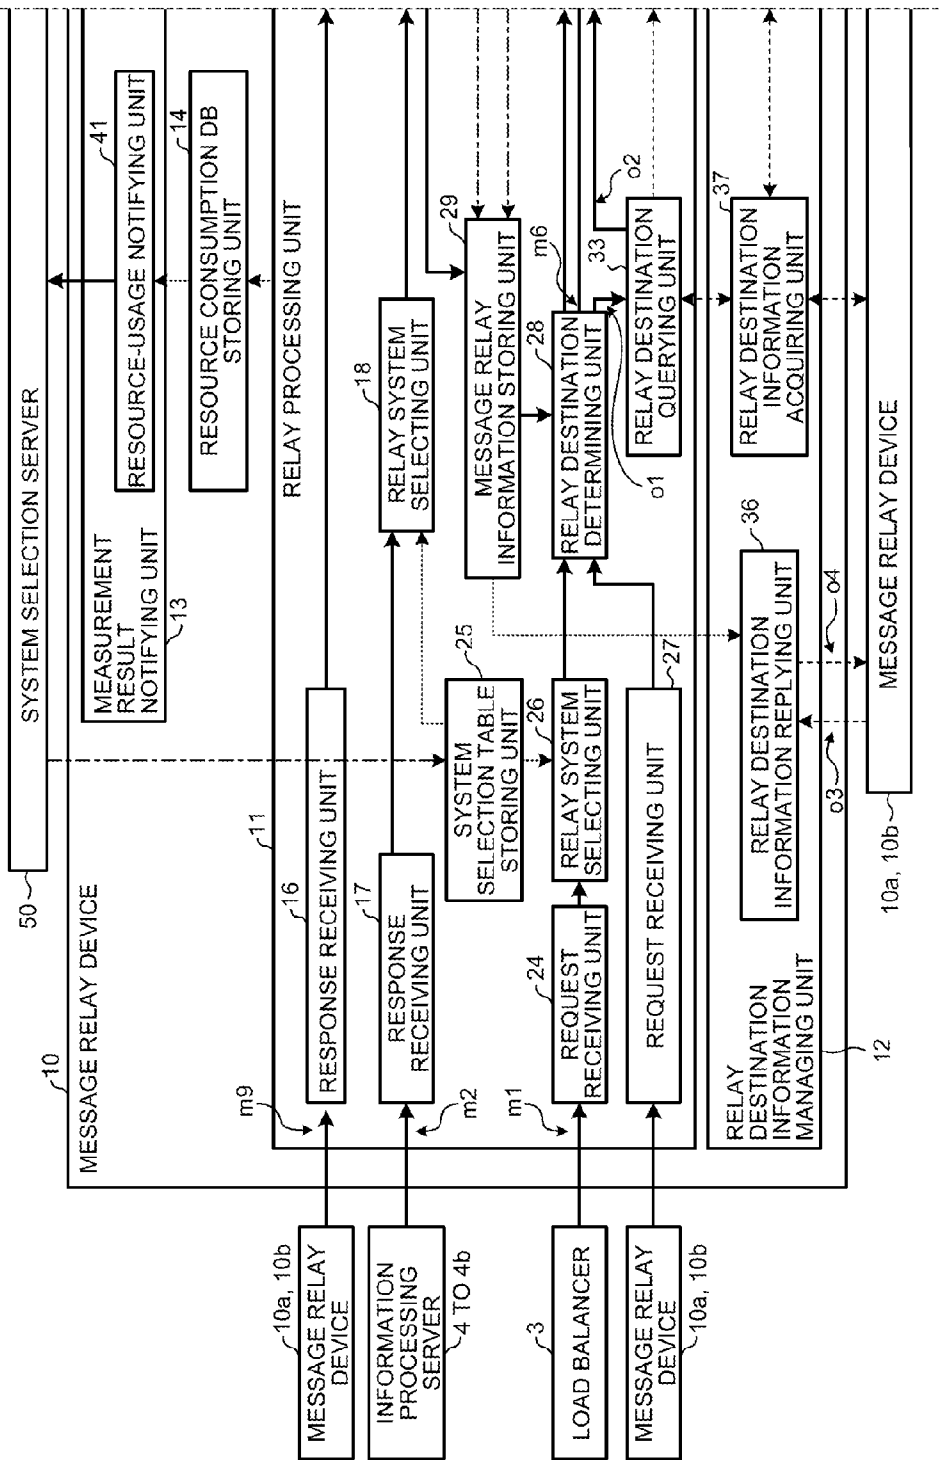 SYSTEM SELECTION SERVER
50
MESSAGE RELAY DEVICE
10
MEASUREMENT
RESULT
NOTIFYING UNIT
13
RESOURCE-USAGE NOTIFYING UNIT
41
RESOURCE CONSUMPTION DB
STORING UNIT
14
RELAY PROCESSING UNIT
11
10a, 10b
MESSAGE RELAY
DEVICE
m9
RESPONSE RECEIVING UNIT
16
INFORMATION
PROCESSING
SERVER
4 TO 4b
m2
RESPONSE
RECEIVING UNIT
17
RELAY SYSTEM
SELECTING UNIT
18
SYSTEM
SELECTION TABLE
STORING UNIT
25
MESSAGE RELAY
INFORMATION STORING UNIT
29
3
LOAD BALANCER
m1
REQUEST
RECEIVING UNIT
24
RELAY SYSTEM
SELECTING UNIT
26
RELAY DESTINATION
DETERMINING UNIT
28
m6
MESSAGE RELAY
DEVICE
10a, 10b
REQUEST RECEIVING UNIT
27
o1
RELAY DESTINATION
QUERYING UNIT
33
o2
RELAY
DESTINATION
INFORMATION
MANAGING UNIT
12
RELAY DESTINATION
INFORMATION REPLYING UNIT
36
o3
o4
RELAY DESTINATION
INFORMATION
ACQUIRING UNIT
37
MESSAGE RELAY DEVICE
10a, 10b